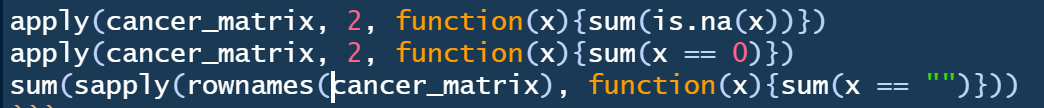 apply(cancer_matrix, 2, function(x){sum(is.na(x))})
apply(cancer_matrix, 2, function(x){sum(x == 0)})
sum(sapply(rownames(cancer_matrix), function(x){sum(x == "")}))
```